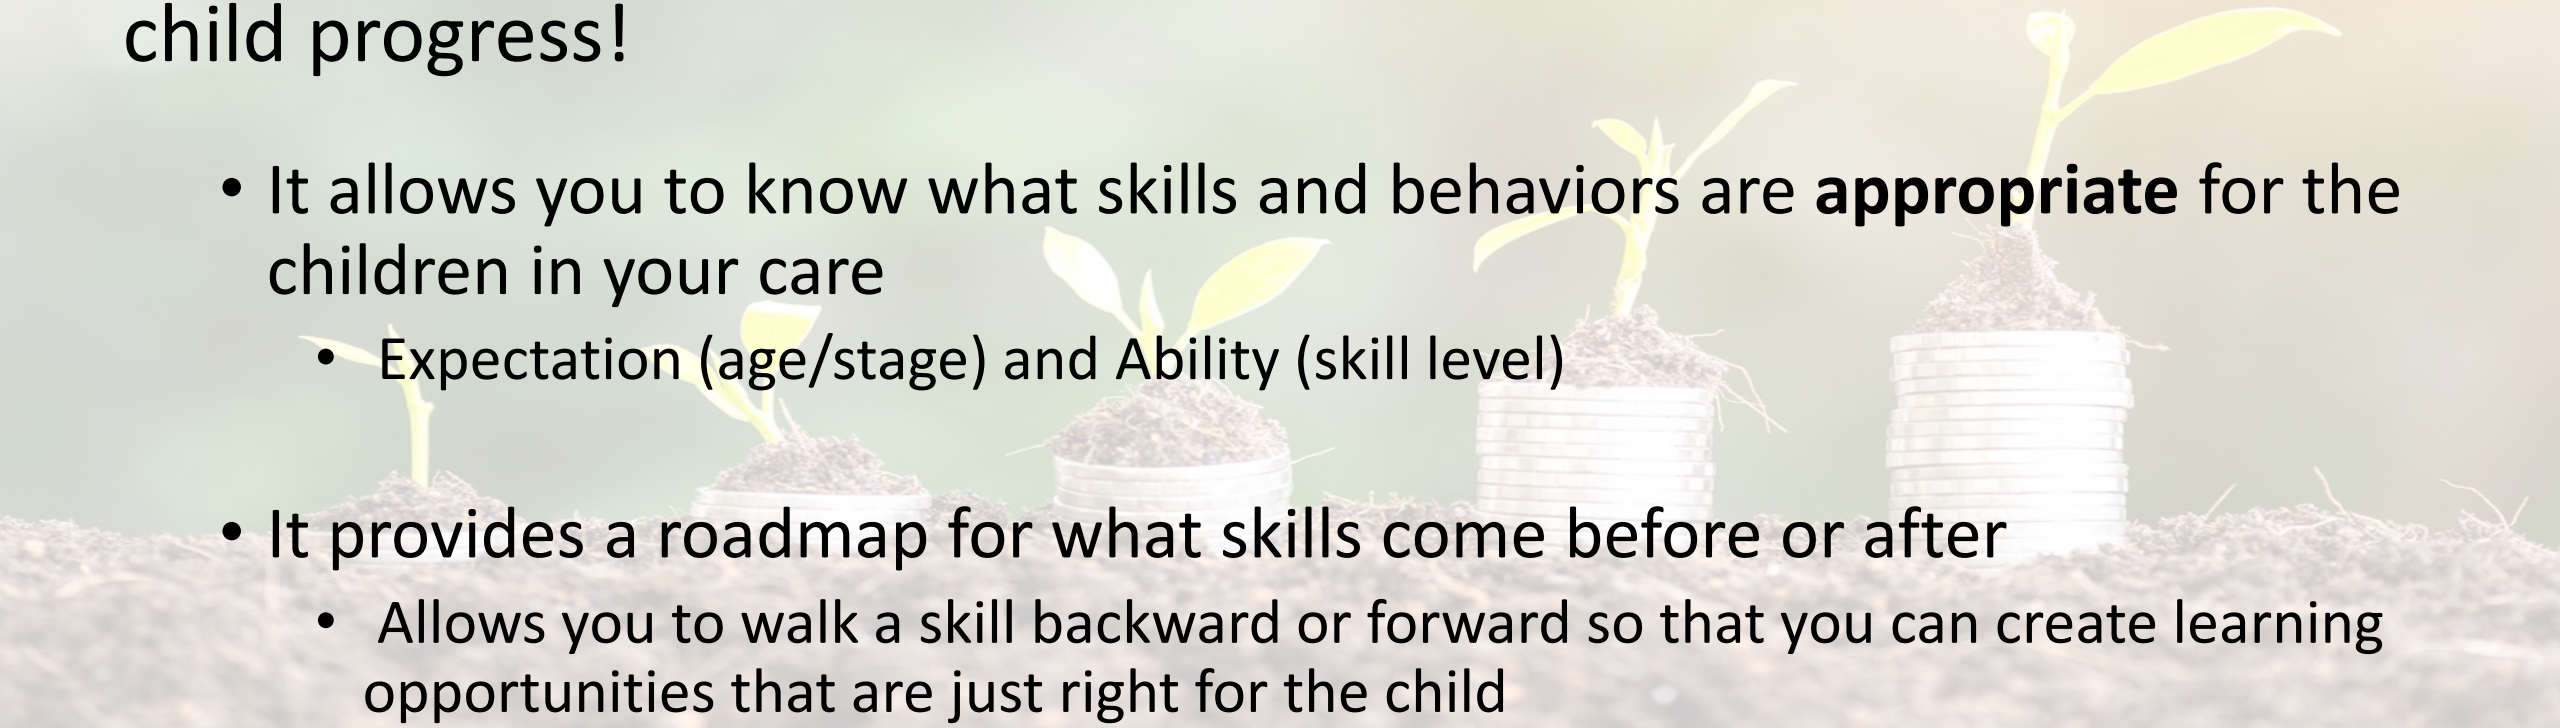 child progress!
• It allows you to know what skills and behaviors are appropriate for the
children in your care
• Expectation (age/stage) and Ability (skill level)
• It provides a roadmap for what skills come before or after
• Allows you to walk a skill backward or forward so that you can create learning
opportunities that are just right for the child